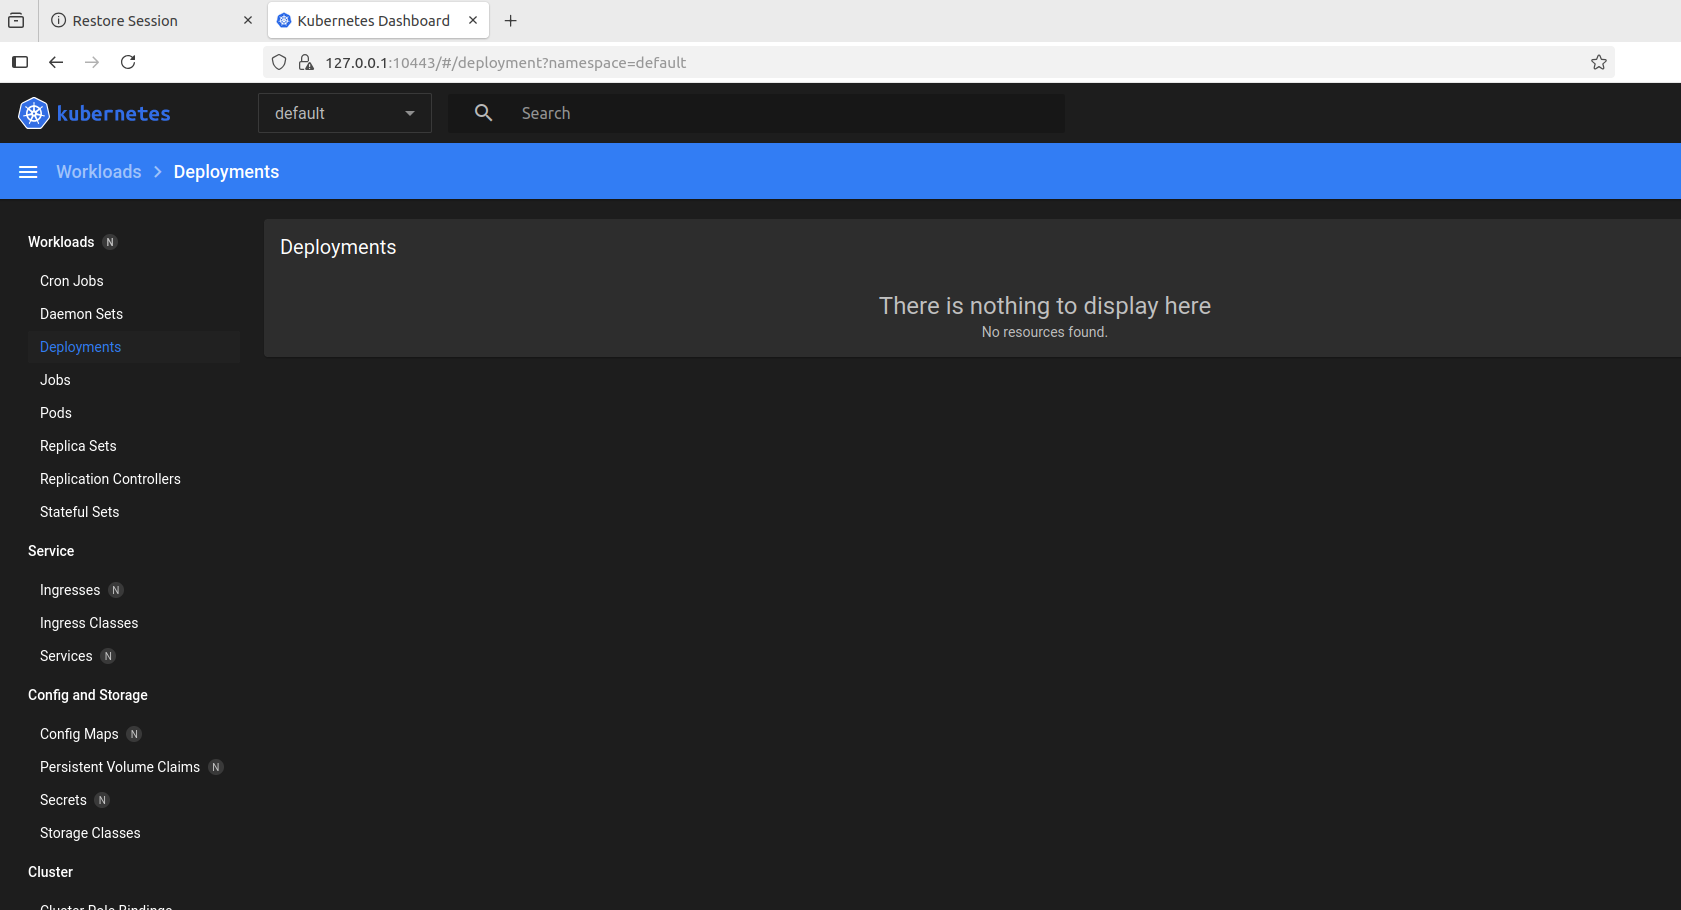 Restore Session
Kubernetes Dashboard
127.0.0.1:10443/#/deployment?namespace=default
kubernetes
default
Search
Workloads > Deployments
Workloads N
Cron Jobs
Daemon Sets
Deployments
Jobs
Pods
Replica Sets
Replication Controllers
Stateful Sets
Service
Ingresses N
Ingress Classes
Services N
Config and Storage
Config Maps N
Persistent Volume Claims N
Secrets N
Storage Classes
Cluster
Cluster Role Bindings
Deployments
There is nothing to display here
No resources found.